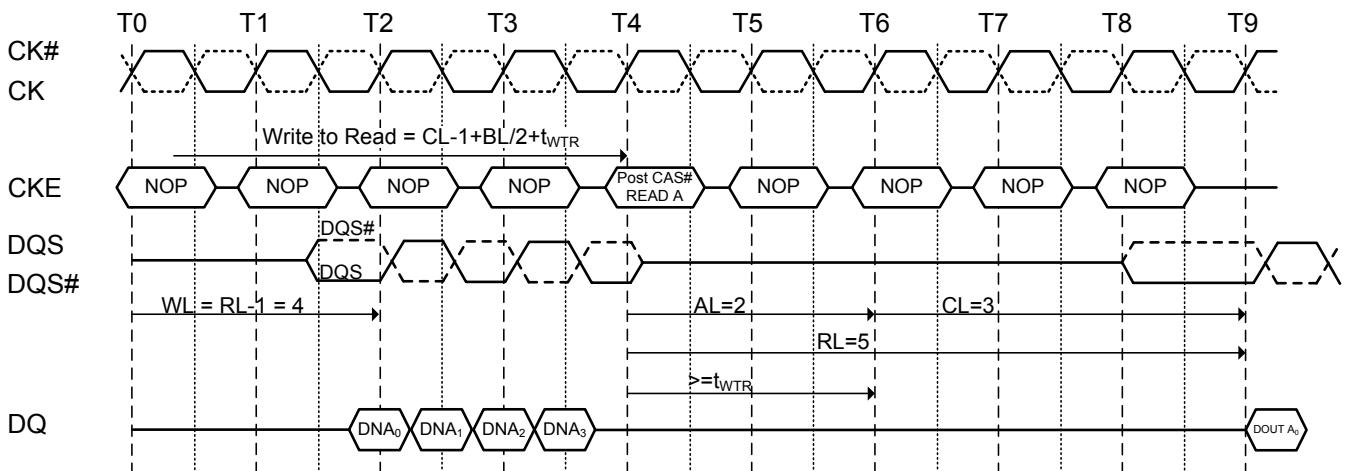 T0 T1 T2 T3 T4 T5 T6 T7 T8 T9
CK#
CK
Write to Read = CL-1+BL/2+tWTR
CKE NOP NOP NOP NOP Post CAS# READ A NOP NOP NOP NOP
DQS#
DQS
DQS
DQS#
WL = RL-1 = 4 AL=2 CL=3
RL=5
>=tWTR
DQ DNA0 DNA1 DNA2 DNA3 DOUT A0